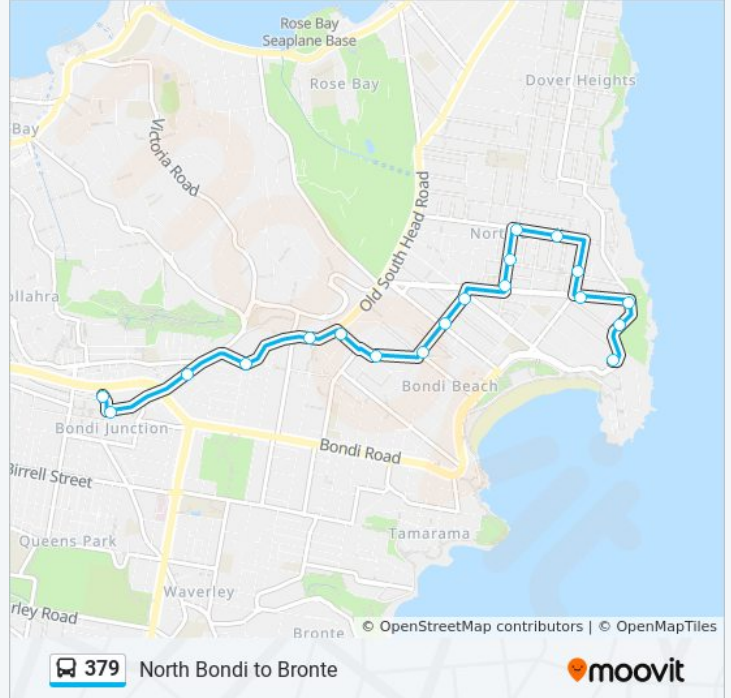 Rose Bay
Seaplane Base
Rose Bay
Dover Heights
Bay
Victoria Road
Old South Head Road
Nort
ollahra
Bondi Beach
Bondi Junction
Bondi Road
Birrell Street
Tamarama
Queens Park
Waverley
rley Road
Bronte
© OpenStreetMap contributors | © OpenMapTiles
379 North Bondi to Bronte
moovit